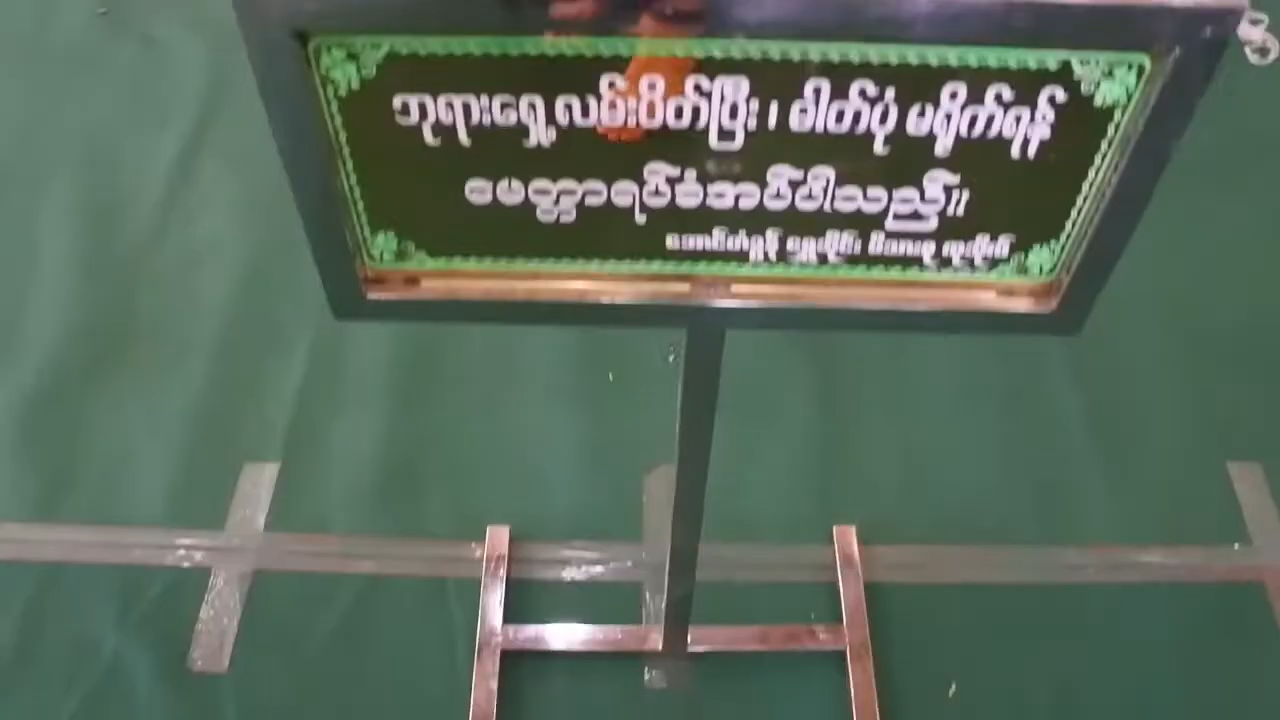 ဘုရားရှေ့လမ်းပိတ်ပြီး ၊ ဓါတ်ပုံ မရိုက်ရန်
မေတ္တာရပ်ခံအပ်ပါသည်။